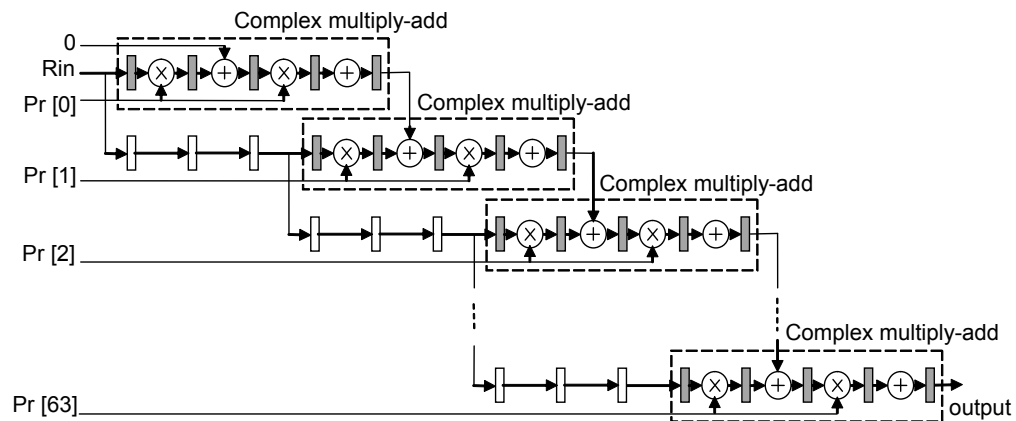 Complex multiply-add
0
Rin
Pr [0]
Complex multiply-add
Pr [1]
Complex multiply-add
Pr [2]
Complex multiply-add
Pr [63]
output